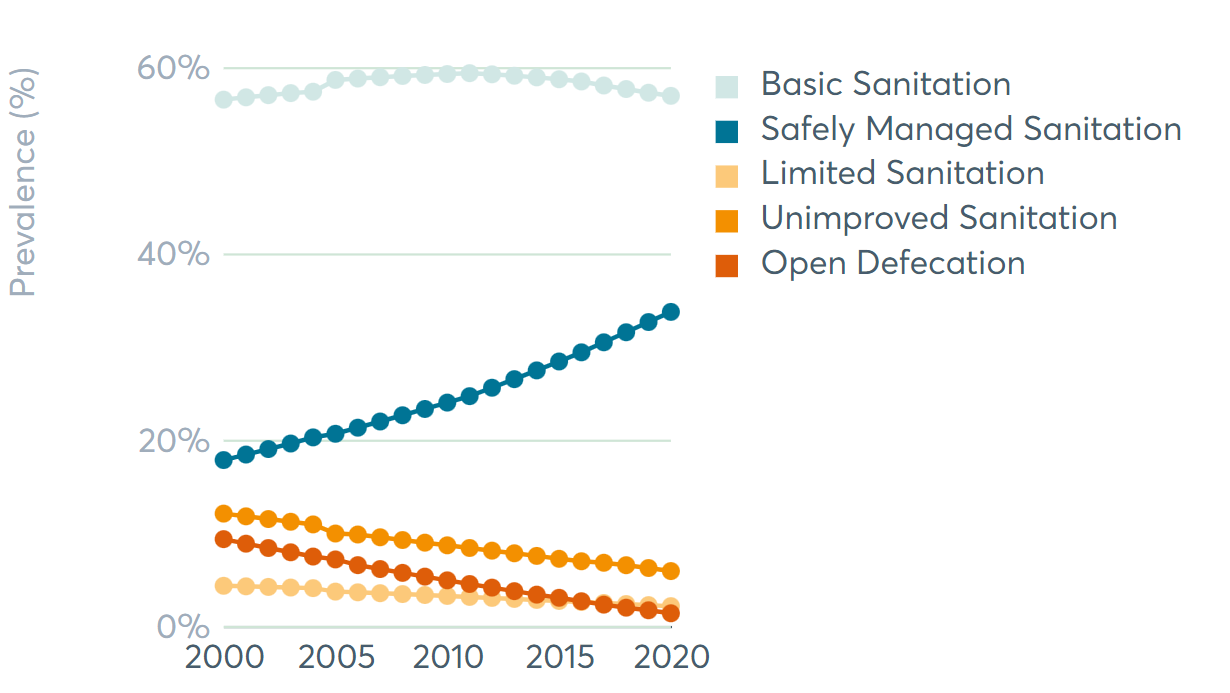 Prevalence (%)
60%
40%
20%
0%
2000 2005 2010 2015 2020
Basic Sanitation
Safely Managed Sanitation
Limited Sanitation
Unimproved Sanitation
Open Defecation